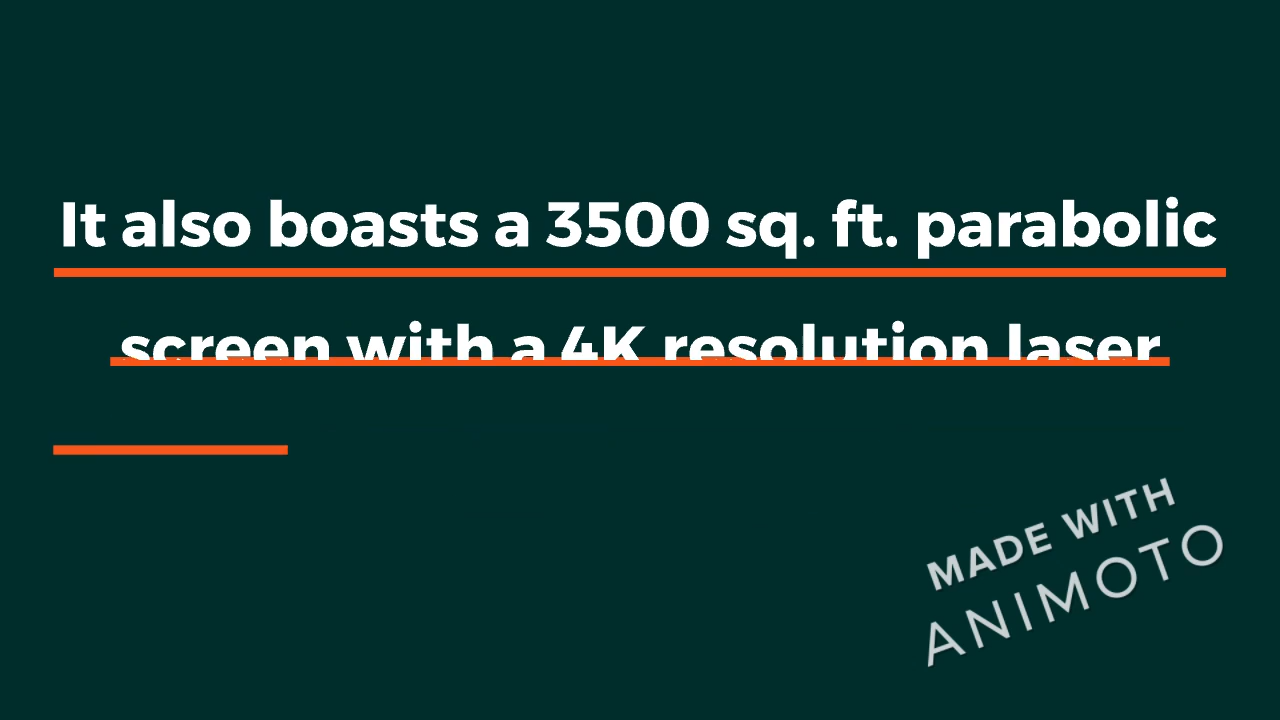 It also boasts a 3500 sq. ft. parabolic
screen with a 4K resolution laser
MADE WITH
ANIMOTO